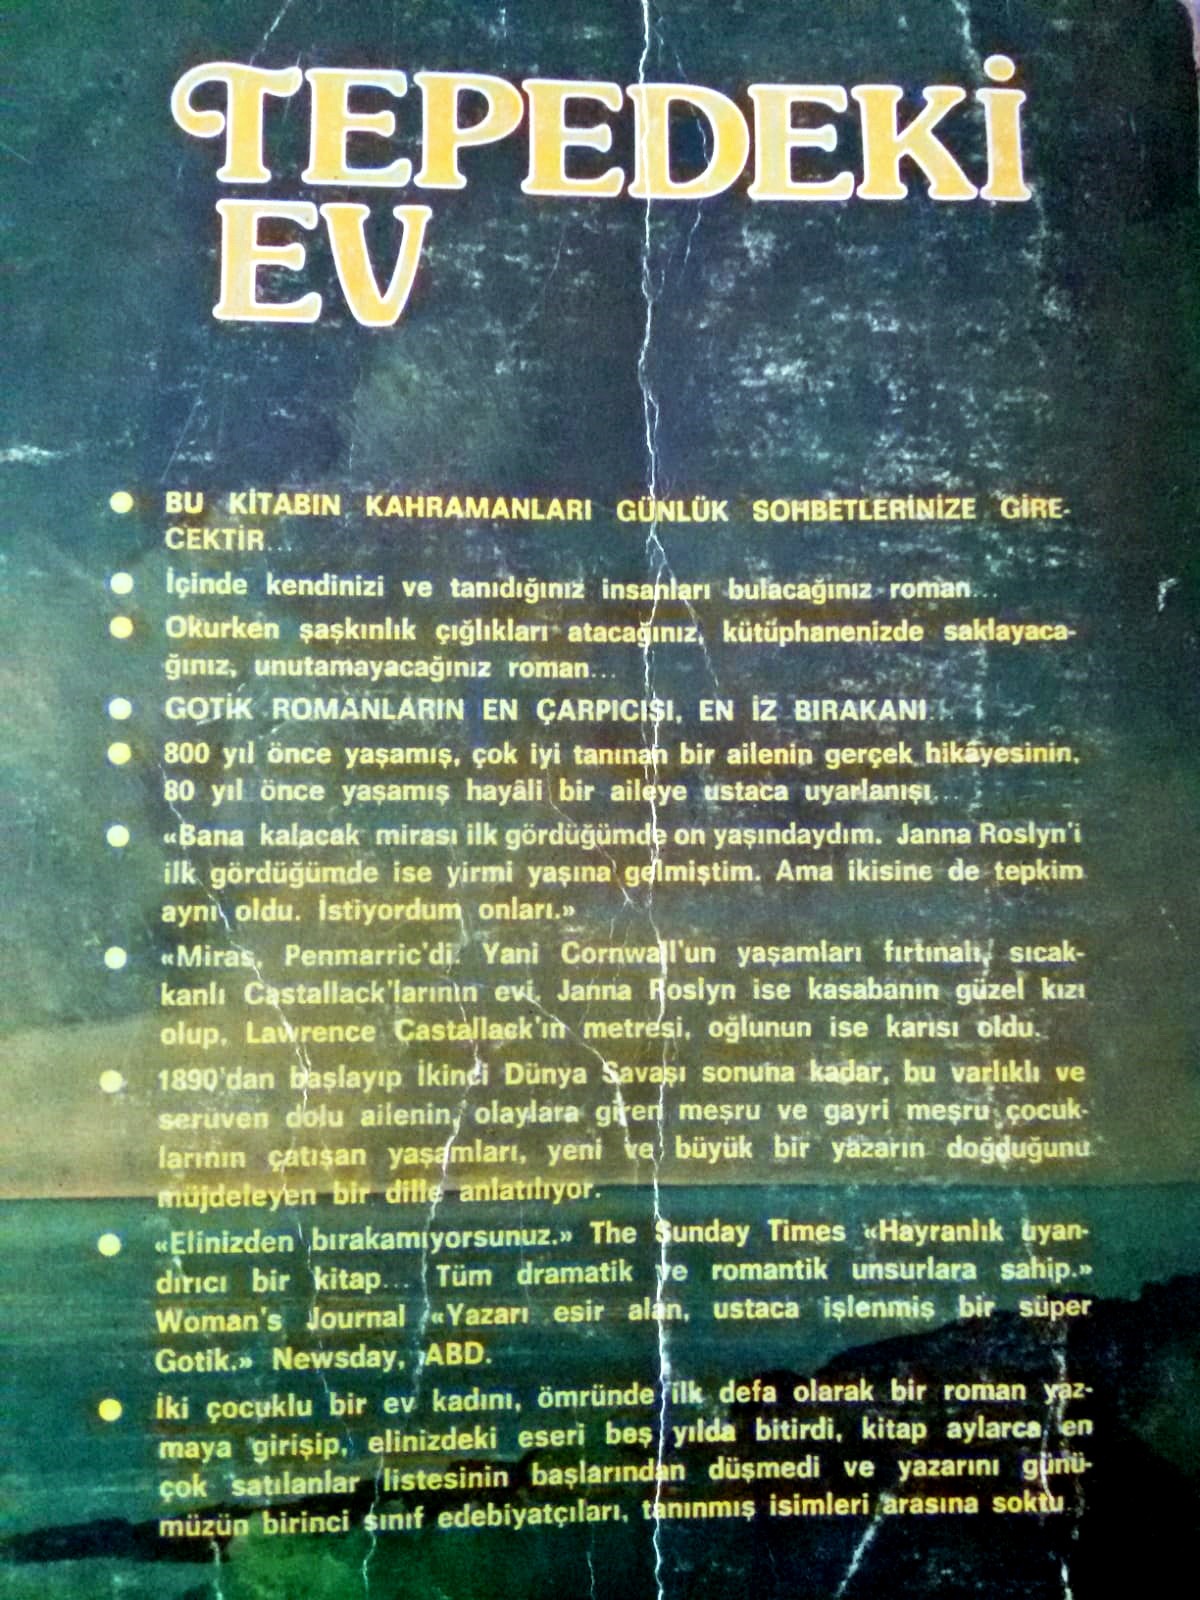 TEPEDEKİ
EV
● BU KİTABIN KAHRAMANLARI GÜNLÜK SOHBETLERİNİZE GİRE-
CEKTİR...
● İçinde kendinizi ve tanıdığınız insanları bulacağınız roman...
● Okurken şaşkınlık çığlıkları atacağınız, kütüphanenizde saklayaca-
ğınız, unutamayacağınız roman...
● GOTİK ROMANLARIN EN ÇARPICISI, EN İZ BIRAKANI...
● 800 yıl önce yaşamış, çok iyi tanınan bir ailenin gerçek hikâyesinin,
80 yıl önce yaşamış hayâli bir aileye ustaca uyarlanışı...
● «Bana kalacak mirası ilk gördüğümde on yaşındaydım. Janna Roslyn'i
ilk gördüğümde ise yirmi yaşına gelmiştim. Ama ikisine de tepkim
aynı oldu. İstiyordum onları.»
● «Miras, Penmarric'di. Yani Cornwall'un yaşamları fırtınalı, sıcak-
kanlı Castallack'larının evi. Janna Roslyn ise kasabanın güzel kızı
olup, Lawrence Castallack'ın metresi, oğlunun ise karısı oldu.
● 1890'dan başlayıp İkinci Dünya Savaşı sonuna kadar, bu varlıklı ve
serüven dolu ailenin, olaylara giren meşru ve gayri meşru çocuk-
larının çatışan yaşamları, yeni ve büyük bir yazarın doğduğunu
müjdeleyen bir dille anlatılıyor.
● «Elinizden bırakamıyorsunuz.» The Sunday Times «Hayranlık uyan-
dırıcı bir kitap... Tüm dramatik ve romantik unsurlara sahip.»
Woman's Journal «Yazarı esir alan, ustaca işlenmiş bir süper
Gotik.» Newsday, ABD.
● İki çocuklu bir ev kadını, ömründe ilk defa olarak bir roman yaz-
maya girişip, elinizdeki eseri beş yılda bitirdi, kitap aylarca en
çok satılanlar listesinin başlarından düşmedi ve yazarını günü-
müzün birinci sınıf edebiyatçıları, tanınmış isimleri arasına soktu...